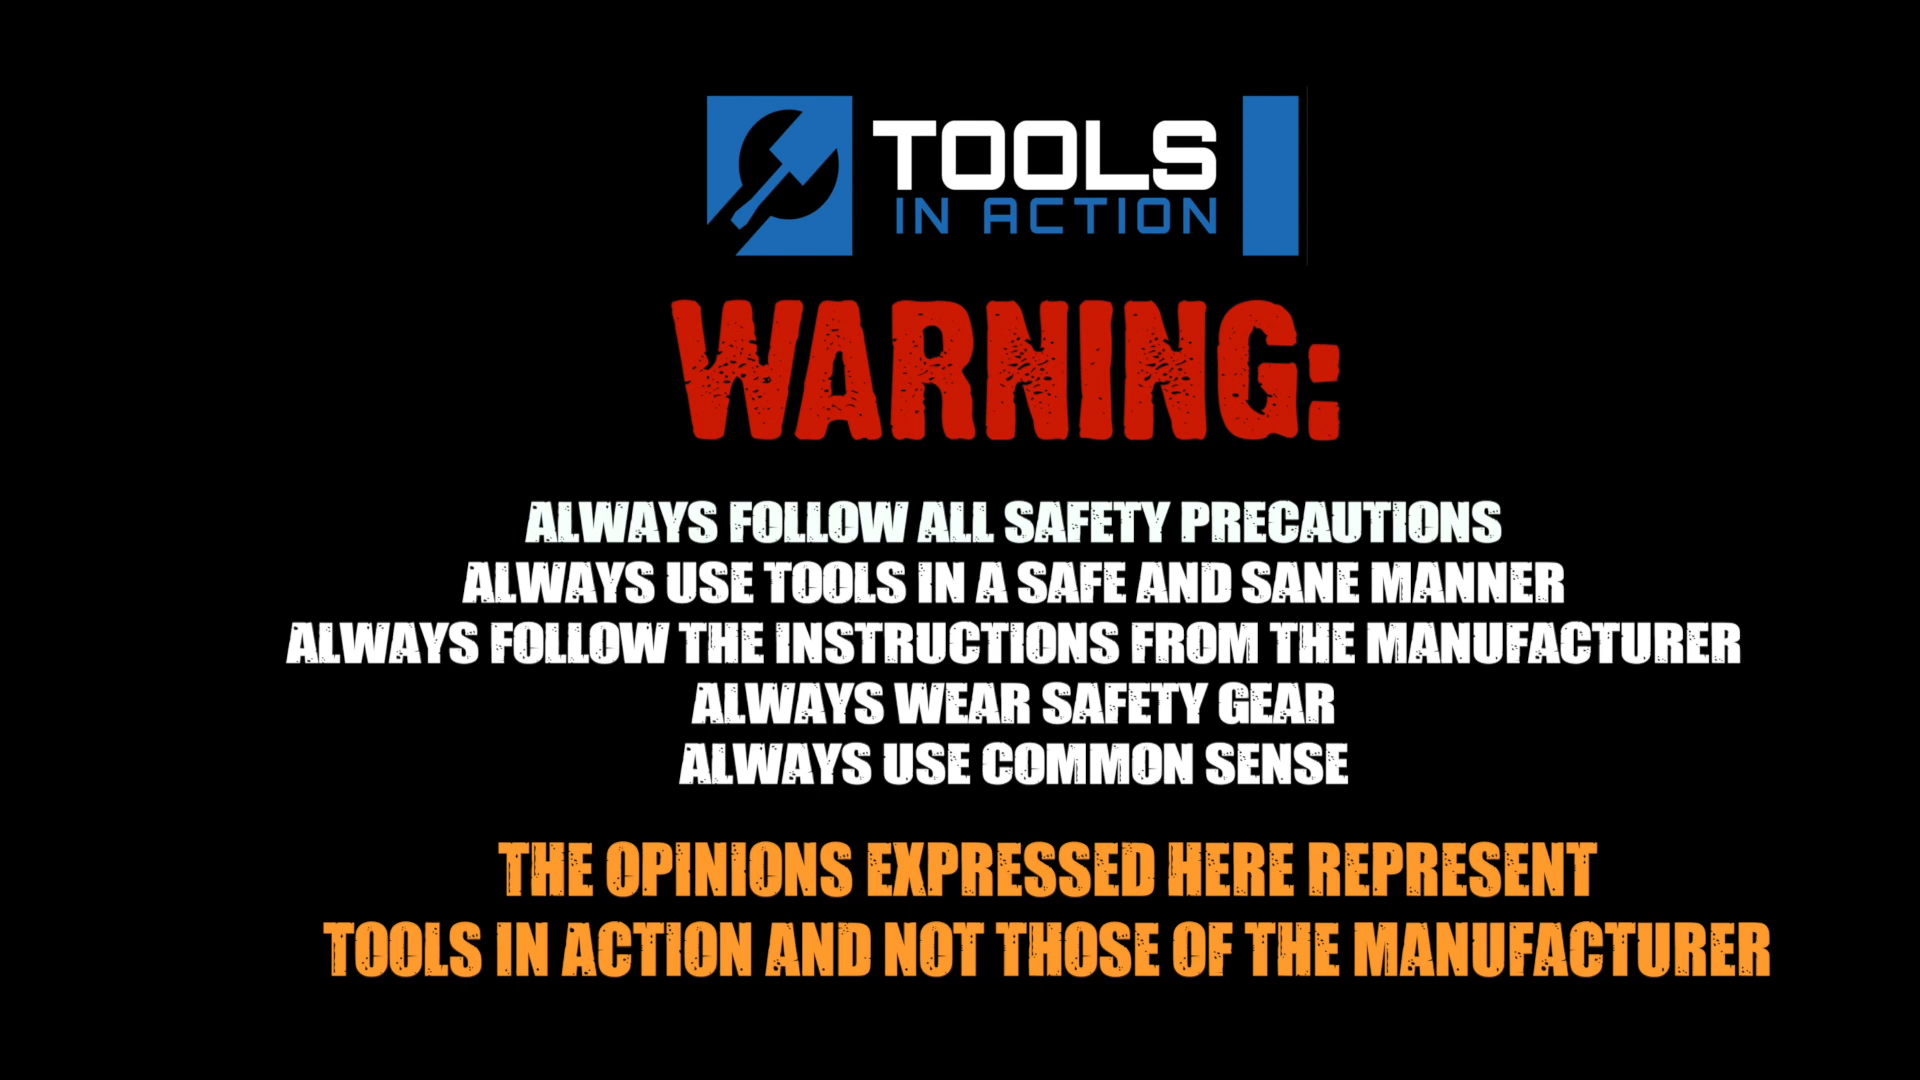 TOOLS
IN ACTION
WARNING:
ALWAYS FOLLOW ALL SAFETY PRECAUTIONS
ALWAYS USE TOOLS IN A SAFE AND SANE MANNER
ALWAYS FOLLOW THE INSTRUCTIONS FROM THE MANUFACTURER
ALWAYS WEAR SAFETY GEAR
ALWAYS USE COMMON SENSE
THE OPINIONS EXPRESSED HERE REPRESENT
TOOLS IN ACTION AND NOT THOSE OF THE MANUFACTURER